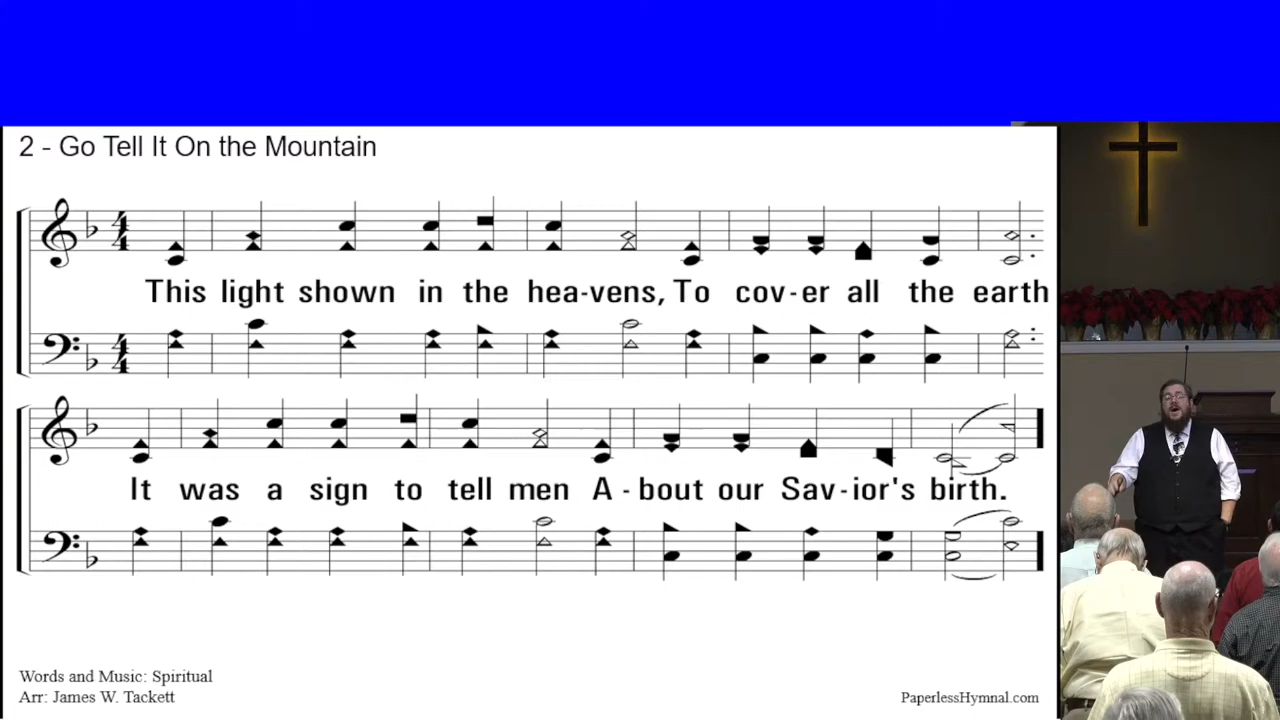 2 - Go Tell It On the Mountain
This light shown in the hea-vens, To cov-er all the earth
It was a sign to tell men A-bout our Sav-ior's birth.
Words and Music: Spiritual
Arr: James W. Tackett
PaperlessHymnal.com